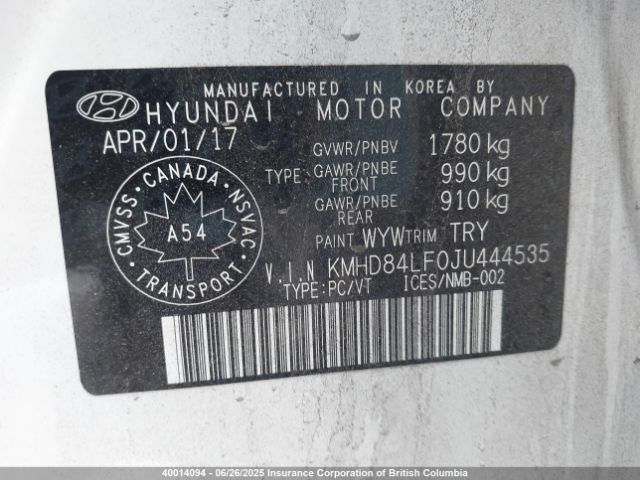 MANUFACTURED IN KOREA BY
HYUNDAI MOTOR COMPANY
APR/01/17
GVWR/PNBV 1780 kg
TYPE: GAWR/PNBE FRONT 990 kg
GAWR/PNBE REAR 910 kg
PAINT WYW TRIM TRY
CANADA
CMVSS NSVAC
A54
TRANSPORT
V.I.N KMHD84LF0JU444535
TYPE:PC/VT ICES/NMB-002
40014094 - 06/26/2025 Insurance Corporation of British Columbia